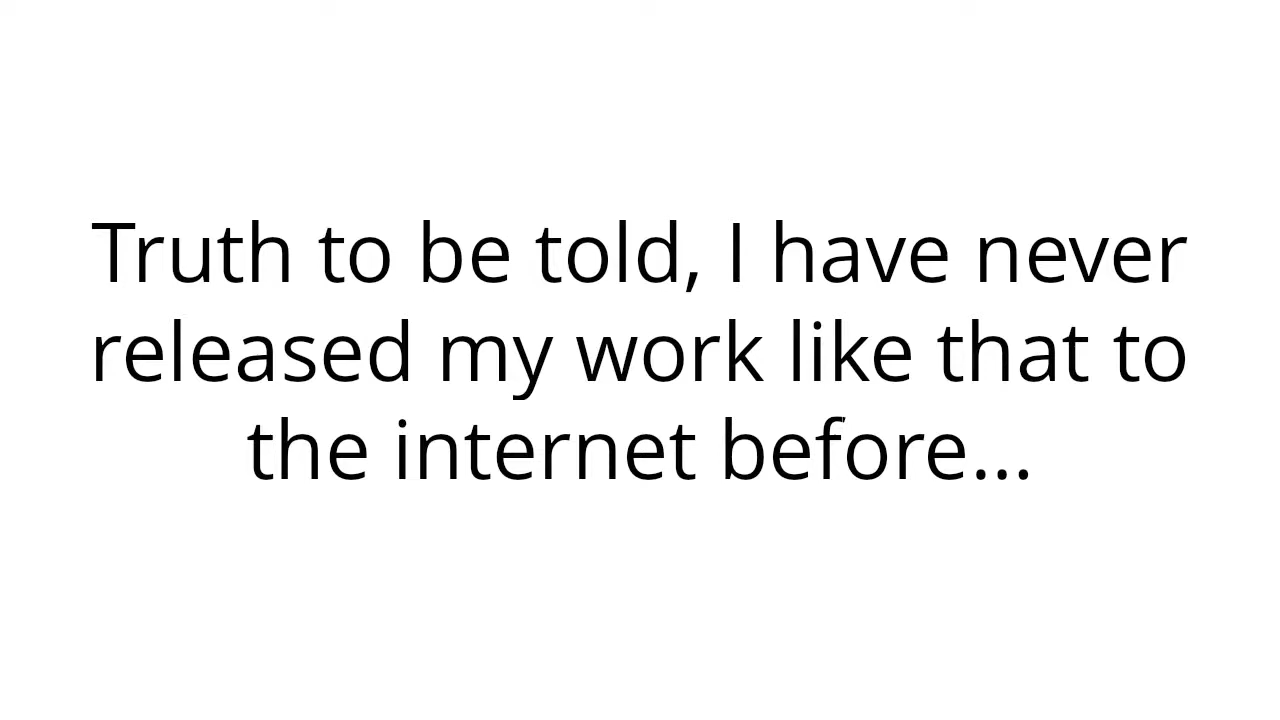 Truth to be told, I have never
released my work like that to
the internet before...